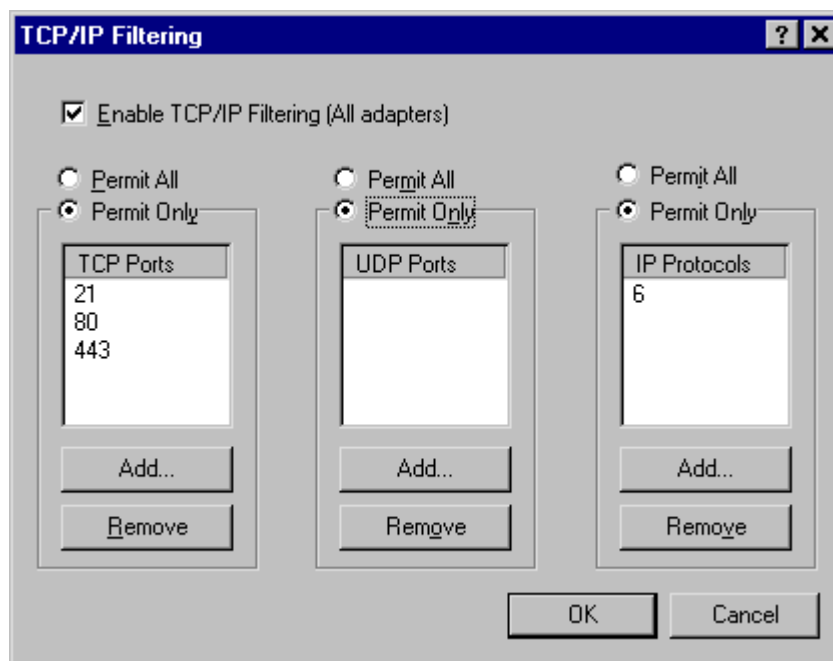 TCP/IP Filtering
Enable TCP/IP Filtering (All adapters)
Permit All
Permit Only
TCP Ports
21
80
443
Add...
Remove
Permit All
Permit Only
UDP Ports
Add...
Remove
Permit All
Permit Only
IP Protocols
6
Add...
Remove
OK
Cancel